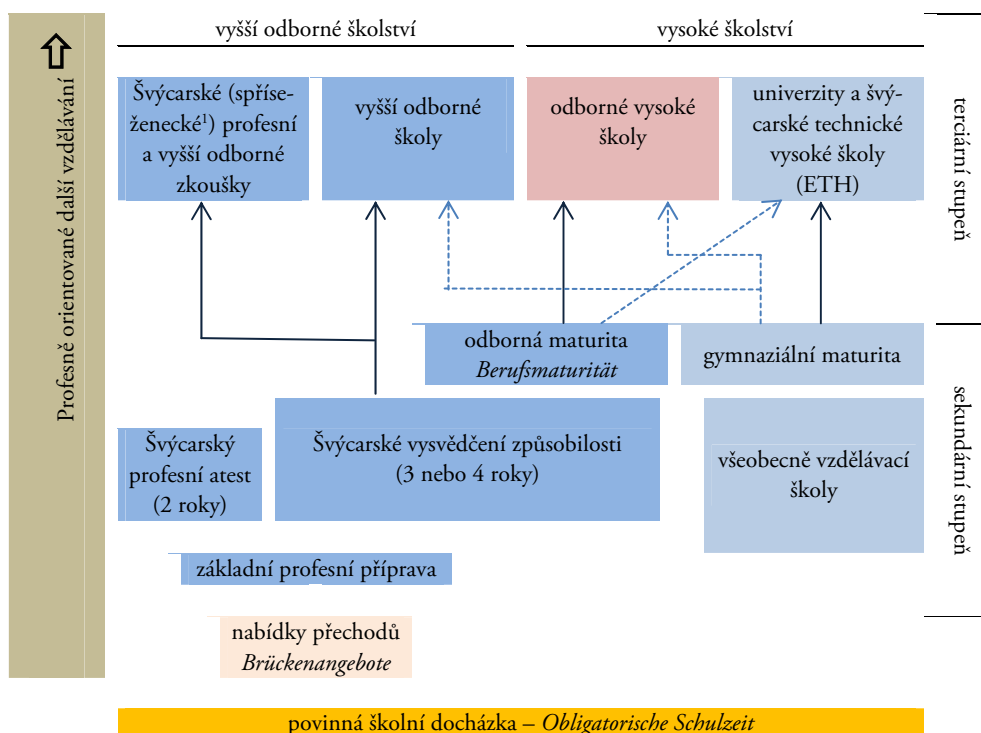 vyšší odborné školství
vysoké školství
Švýcarské (spříse-
ženecké¹) profesní
a vyšší odborné
zkoušky
vyšší odborné
školy
odborné vysoké
školy
univerzity a švý-
carské technické
vysoké školy
(ETH)
terciární stupeň
Profesně orientované další vzdělávání
odborná maturita
Berufsmaturität
gymnaziální maturita
Švýcarský
profesní atest
(2 roky)
Švýcarské vysvědčení způsobilosti
(3 nebo 4 roky)
všeobecně vzdělávací
školy
sekundární stupeň
základní profesní příprava
nabídky přechodů
Brückenangebote
povinná školní docházka – Obligatorische Schulzeit